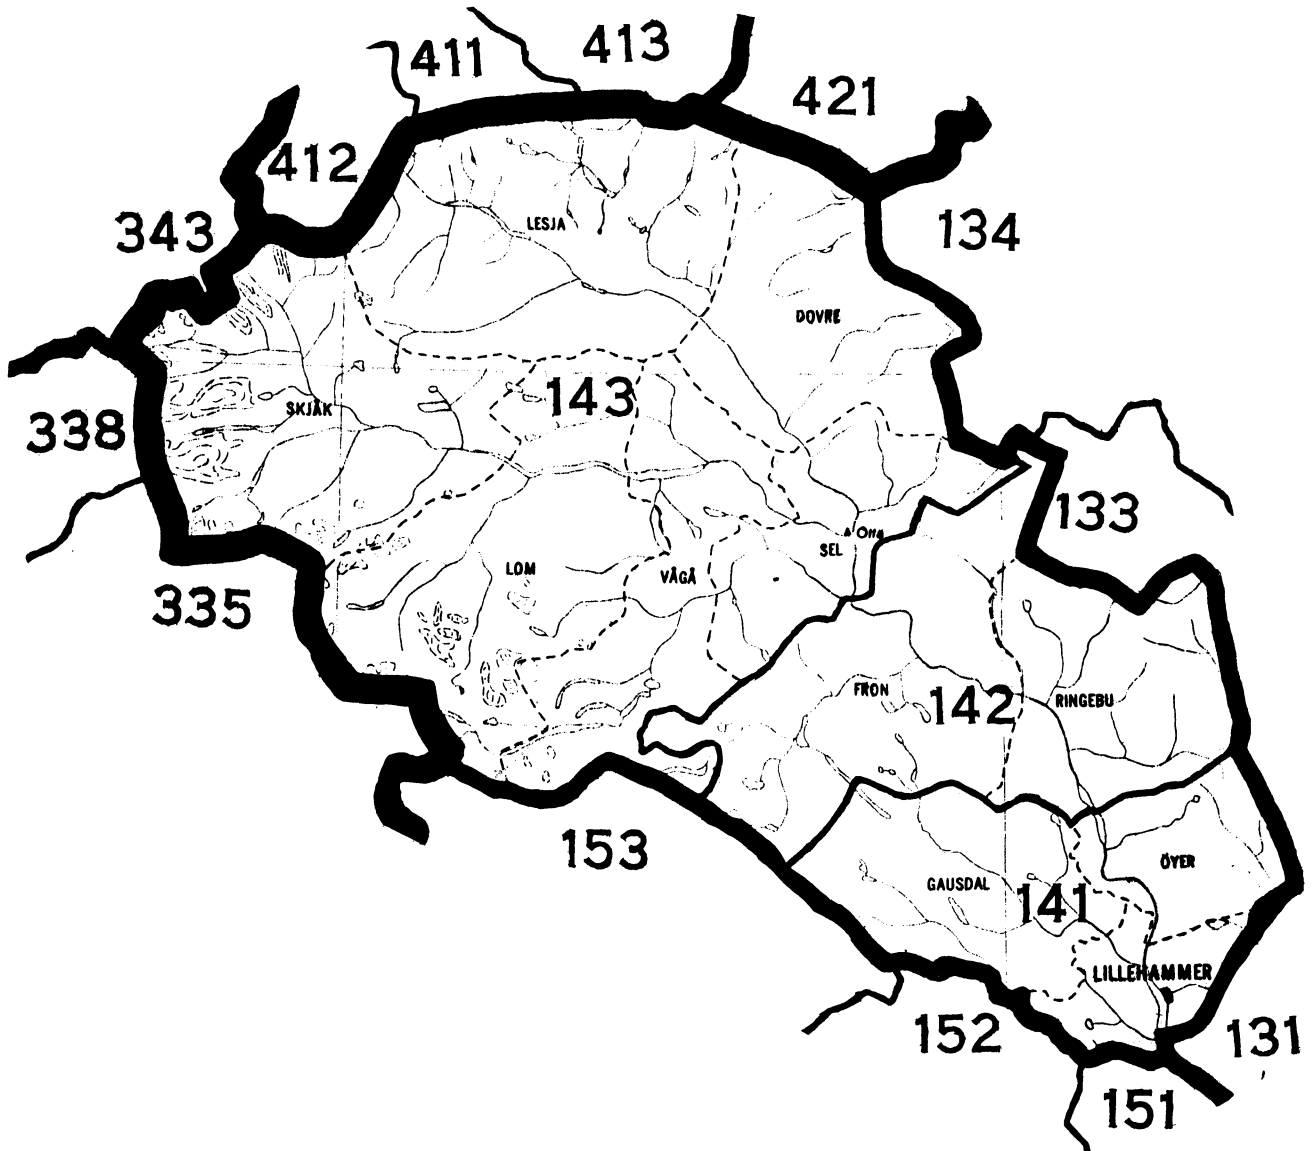 413
411
421
412
343
134
LESJA
DOVRE
143
SKJÅK
338
133
Otta
SEL
LOM
VÅGÅ
335
FRON
142
RINGEBU
153
ÖYER
GAUSDAL
141
LILLEHAMMER
152
131
151